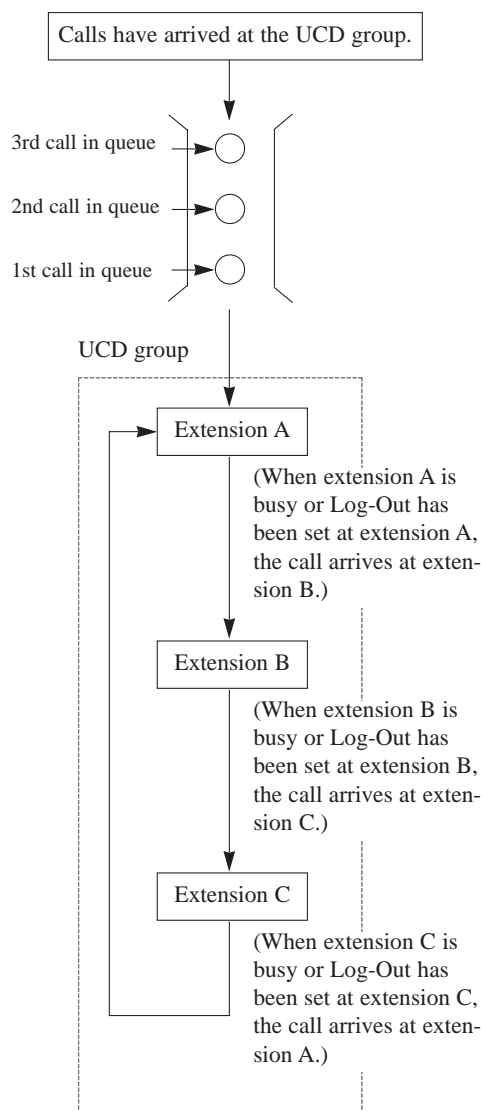 Calls have arrived at the UCD group.
3rd call in queue
2nd call in queue
1st call in queue
UCD group
Extension A
(When extension A is
busy or Log-Out has
been set at extension A,
the call arrives at exten-
sion B.)
Extension B
(When extension B is
busy or Log-Out has
been set at extension B,
the call arrives at exten-
sion C.)
Extension C
(When extension C is
busy or Log-Out has
been set at extension C,
the call arrives at exten-
sion A.)